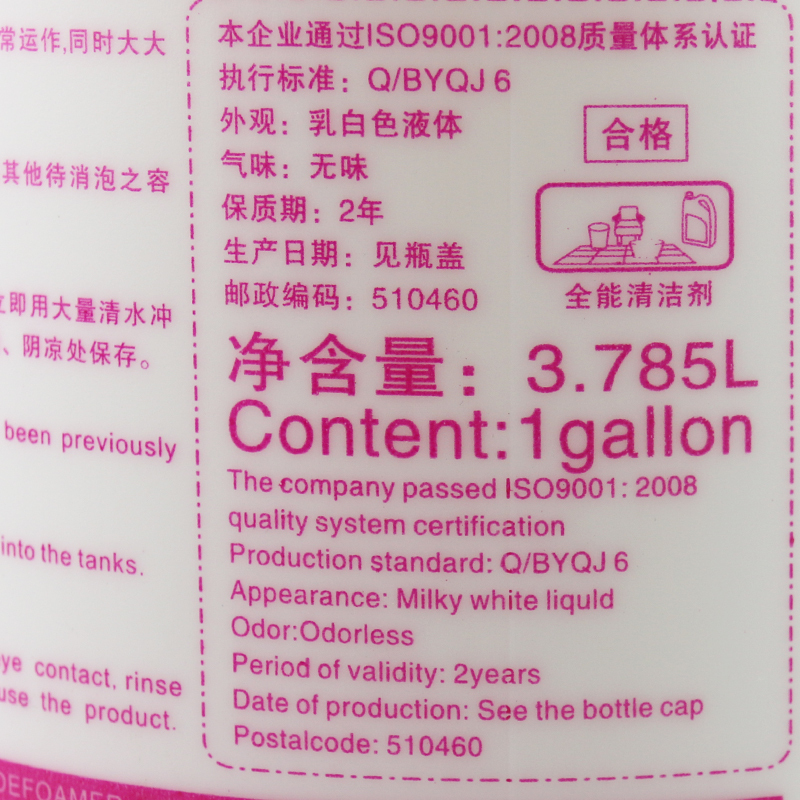 常运作,同时大大
其他待消泡之容
立即用大量清水冲
、阴凉处保存。
been previously
into the tanks.
eye contact, rinse
use the product.
DEFOAMER
本企业通过ISO9001:2008质量体系认证
执行标准：Q/BYQJ 6
外观：乳白色液体
气味：无味
保质期：2年
生产日期：见瓶盖
邮政编码：510460
合格
全能清洁剂
净含量：3.785L
Content:1gallon
The company passed ISO9001: 2008
quality system certification
Production standard: Q/BYQJ 6
Appearance: Milky white liquld
Odor:Odorless
Period of validity: 2years
Date of production: See the bottle cap
Postalcode: 510460